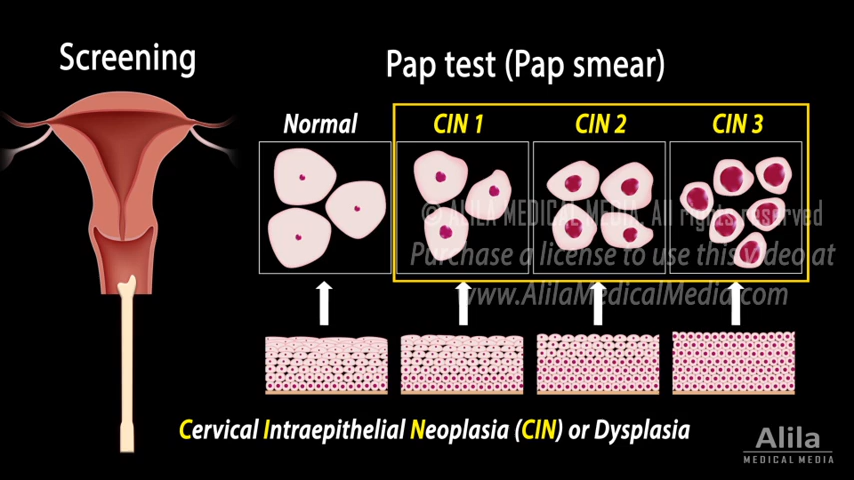 Screening
Pap test (Pap smear)
Normal
CIN 1
CIN 2
CIN 3
© ALILA MEDICAL MEDIA. All rights reserved
Purchase a license to use this video at
www.AlilaMedicalMedia.com
Cervical Intraepithelial Neoplasia (CIN) or Dysplasia
Alila
MEDICAL MEDIA